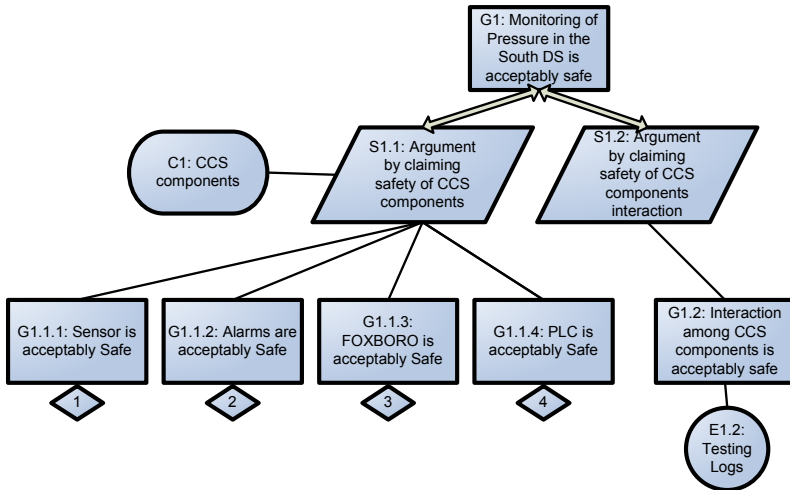 G1: Monitoring of
Pressure in the
South DS is
acceptably safe
C1: CCS
components
S1.1: Argument
by claiming
safety of CCS
components
S1.2: Argument
by claiming
safety of CCS
components
interaction
G1.1.1: Sensor is
acceptably Safe
G1.1.2: Alarms are
acceptably Safe
G1.1.3:
FOXBORO is
acceptably Safe
G1.1.4: PLC is
acceptably Safe
G1.2: Interaction
among CCS
components is
acceptably safe
1
2
3
4
E1.2:
Testing
Logs